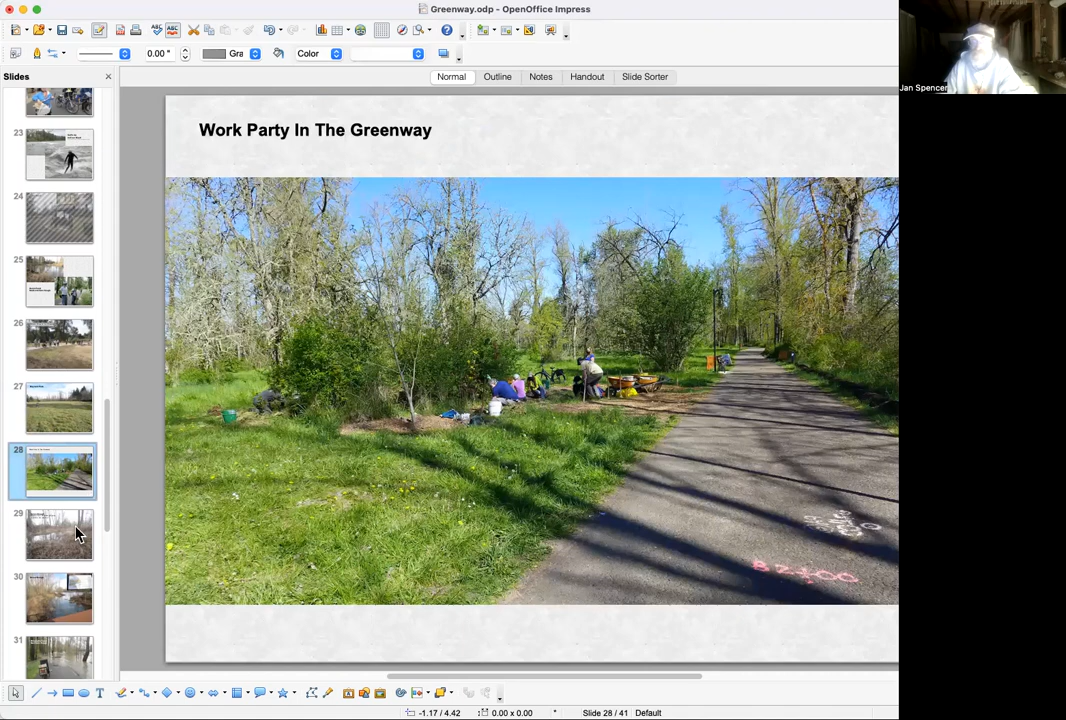 Greenway.odp - OpenOffice Impress
0.00 °
Gra
Color
Slides
Normal
Outline
Notes
Handout
Slide Sorter
Jan Spencer
23
24
25
26
27
28
29
30
31
Work Party In The Greenway
82+00
-1.17 / 4.42
0.00 x 0.00
*
Slide 28 / 41
Default